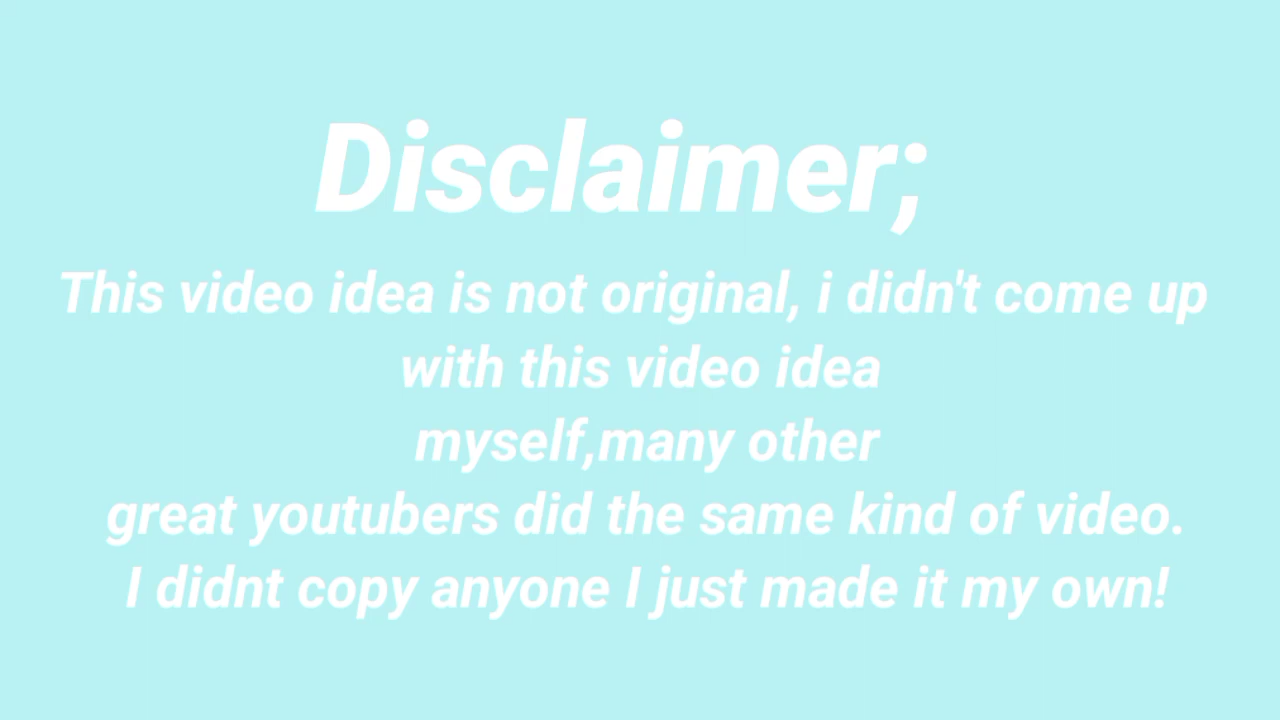 Disclaimer;
This video idea is not original, i didn't come up
with this video idea
myself,many other
great youtubers did the same kind of video.
I didnt copy anyone I just made it my own!